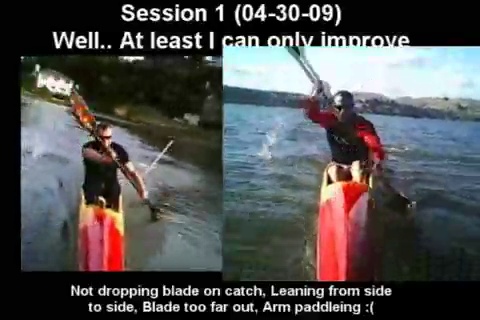 Session 1 (04-30-09)
Well.. At least I can only improve
Not dropping blade on catch, Leaning from side
to side, Blade too far out, Arm paddleing :(